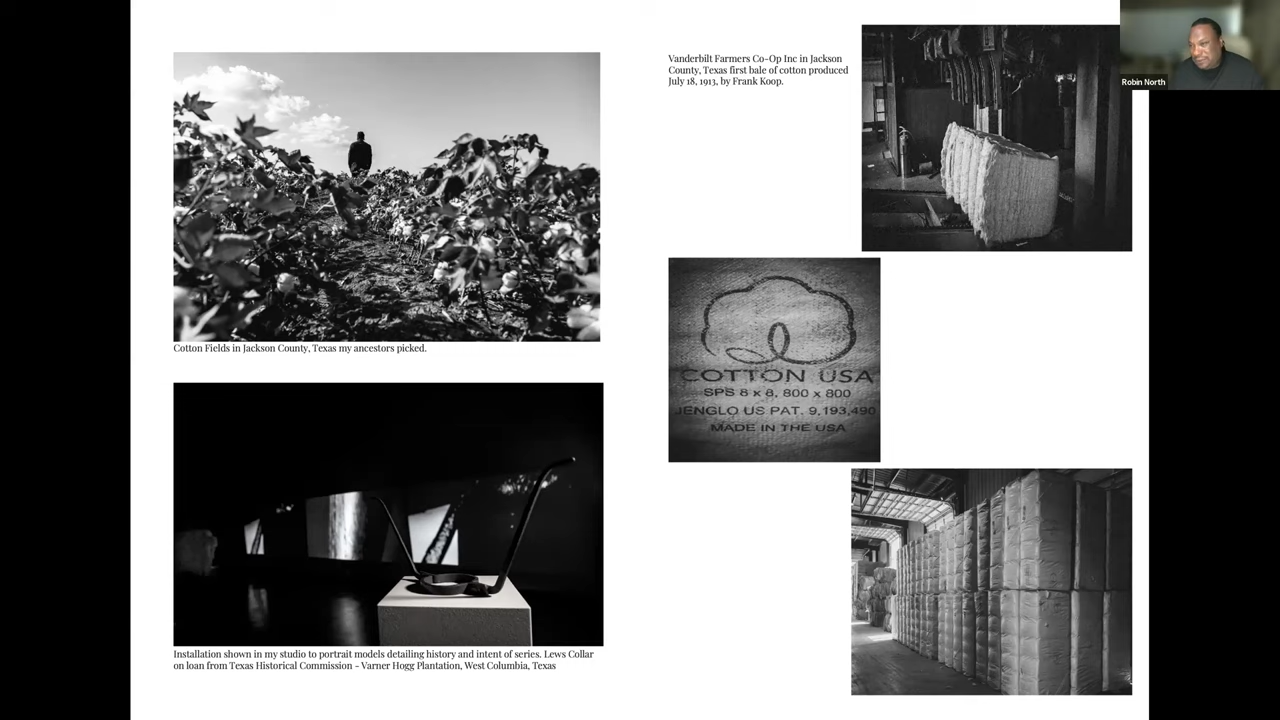 Cotton Fields in Jackson County, Texas my ancestors picked.
Installation shown in my studio to portrait models detailing history and intent of series. Lews Collar
on loan from Texas Historical Commission - Varner Hogg Plantation, West Columbia, Texas
Vanderbilt Farmers Co-Op Inc in Jackson
County, Texas first bale of cotton produced
July 18, 1913, by Frank Koop.
COTTON USA
SPS 8 x 8, 800 x 800
JENGLO US PAT. 9,193,490
MADE IN THE USA
Robin North